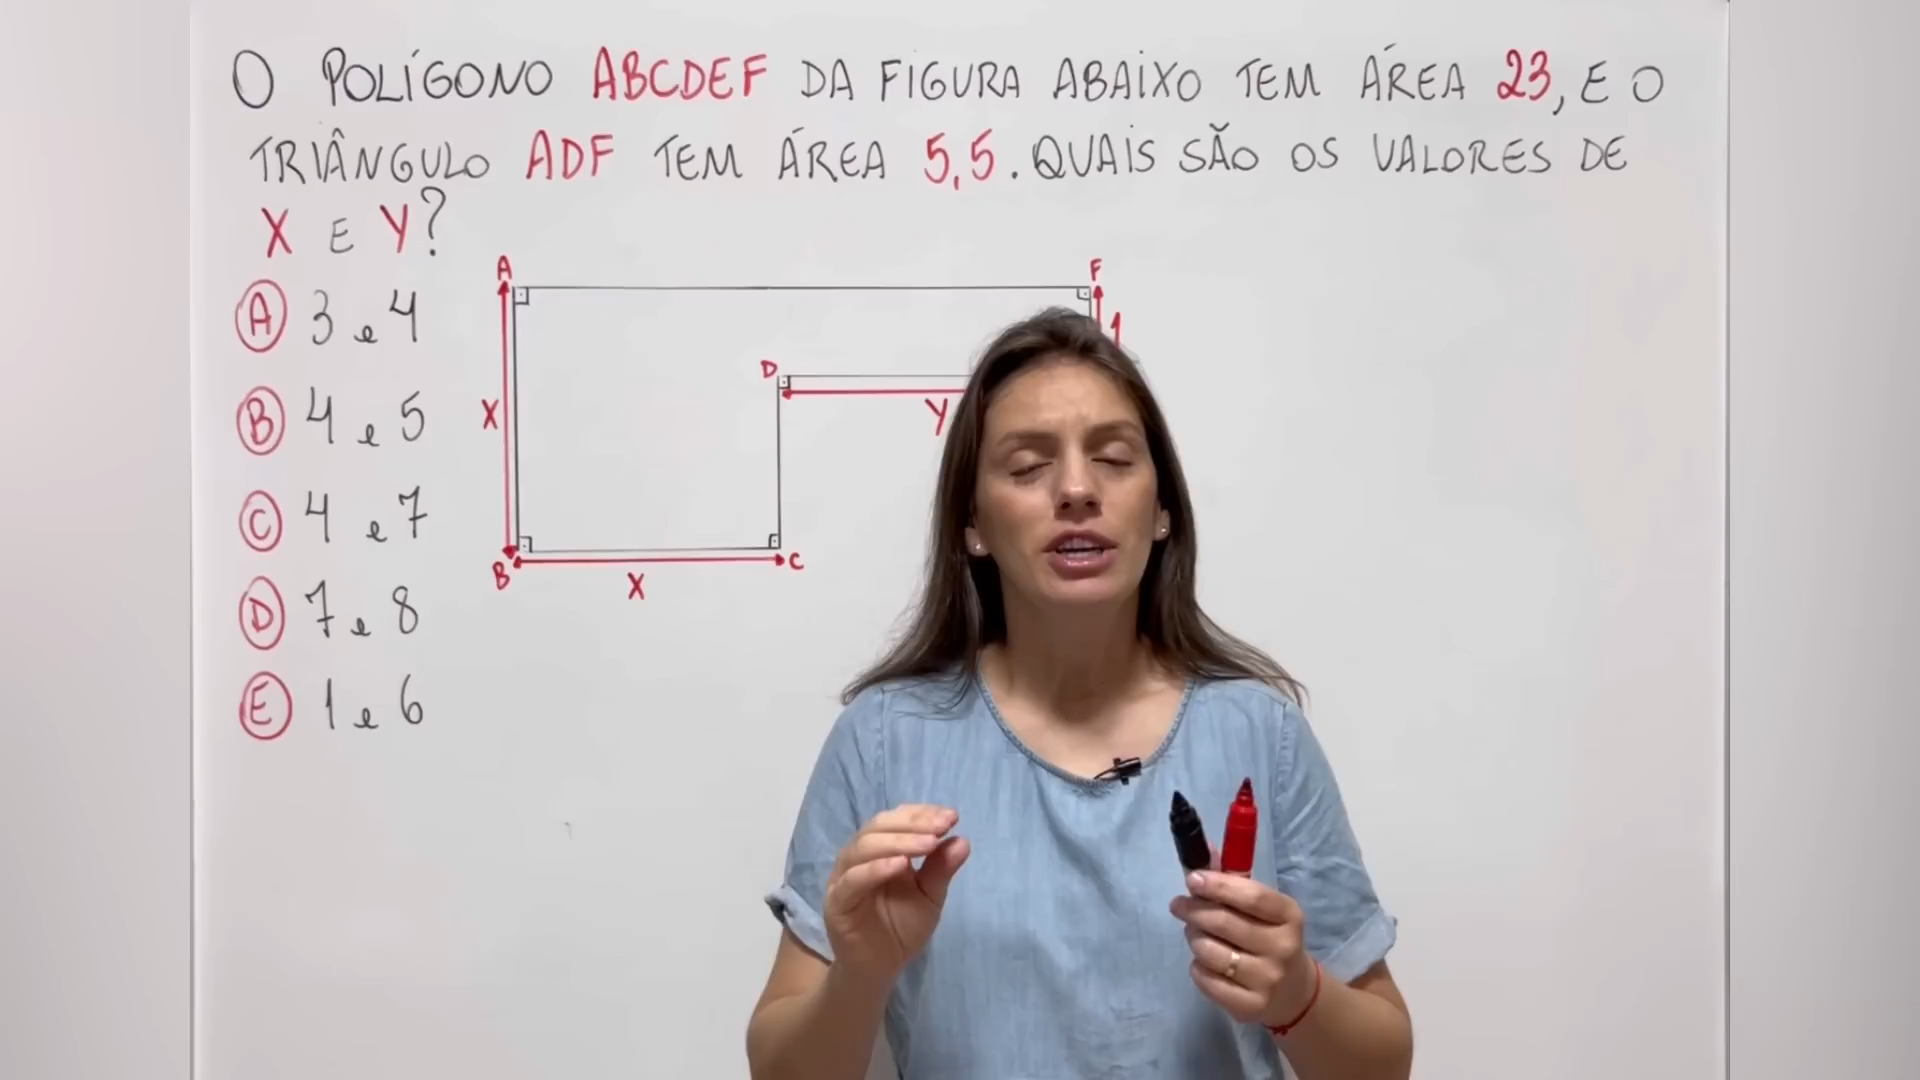 O POLÍGONO ABCDEF DA FIGURA ABAIXO TEM ÁREA 23, E O
TRIÂNGULO ADF TEM ÁREA 5,5. QUAIS SÃO OS VALORES DE
X E Y?
A 3 e 4
B 4 e 5
C 4 e 7
D 7 e 8
E 1 e 6
A
F
1
D
X
Y
B
C
X